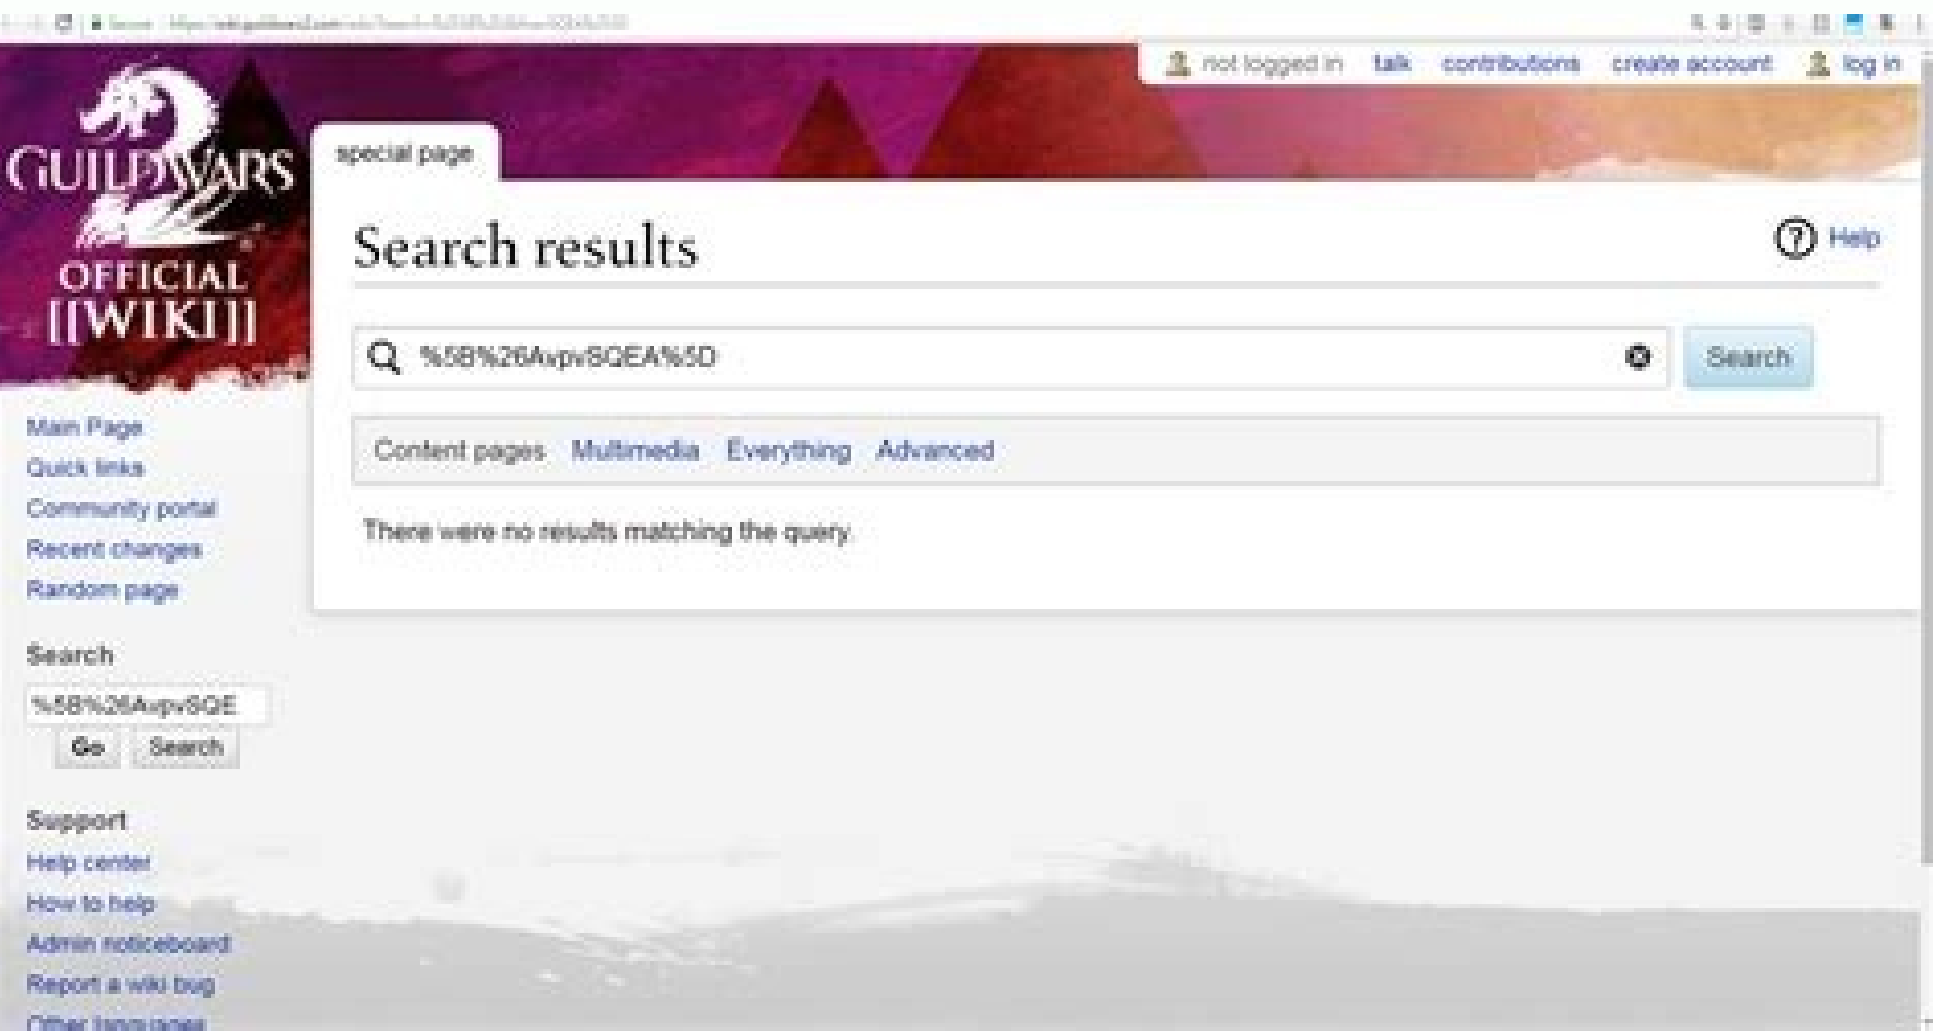 not logged in talk contributions create account log in
GUILDWARS
2
OFFICIAL
[[WIKI]]
special page
Search results
Help
%5B%26AvpvSQEA%5D
Search
Content pages Multimedia Everything Advanced
There were no results matching the query.
Main Page
Quick links
Community portal
Recent changes
Random page
Search
%5B%26AvpvSQE
Go Search
Support
Help center
How to help
Admin noticeboard
Report a wiki bug
Other languages